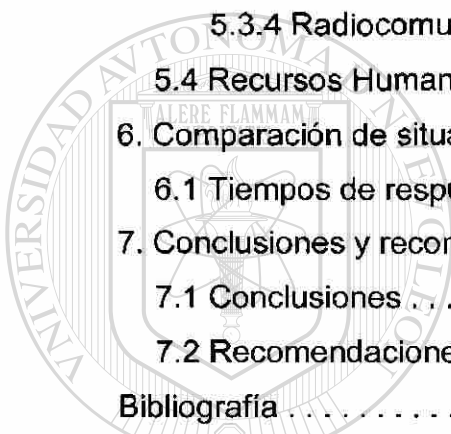 5.3.4 Radiocomu
5.4 Recursos Human
6. Comparación de situa
6.1 Tiempos de respu
7. Conclusiones y recor
7.1 Conclusiones . . .
7.2 Recomendacione
Bibliografía . . . . . . . . . .
ALERE FLAMMAM